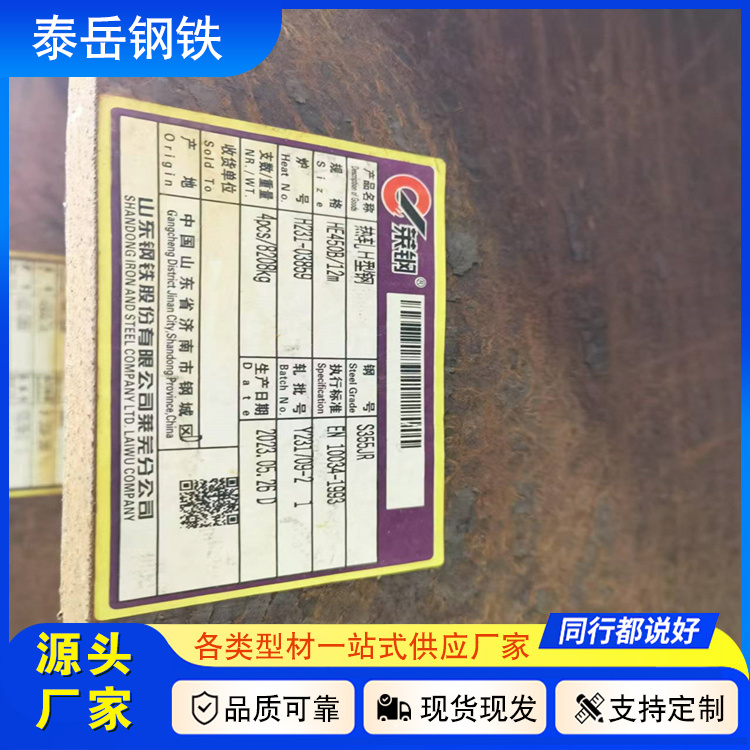 泰岳钢铁
莱钢®
产品名称 热轧H型钢
Description of Goods
钢号 S355JR
Steel Grade
规格 HE450B/12m
Size
执行标准 EN 10034-1993
Specification
炉号 H231-03869
Heat No.
轧批号 Y231709-2 1
Batch No.
支数/重量 4pcs/8208kg
NR./WT.
生产日期 2023.05.26 D
Date
收货单位
Sold To
产地 中国山东省济南市钢城区
Origin Gangcheng District Jinan City, Shandong Province, China
山东钢铁股份有限公司莱芜分公司
SHANDONG IRON AND STEEL COMPANY LTD. LAIWU COMPANY
源头
厂家
各类型材一站式供应厂家
同行都说好
品质可靠
现货现发
支持定制